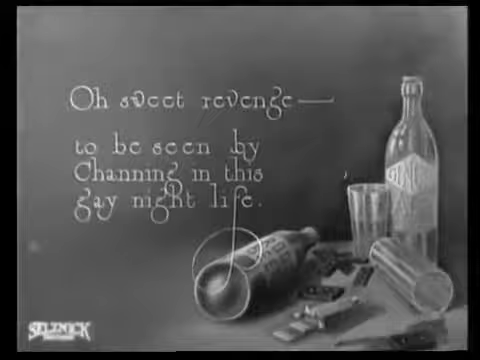 Oh sweet revenge—
to be seen by
Channing in this
gay night life.
SELZNICK